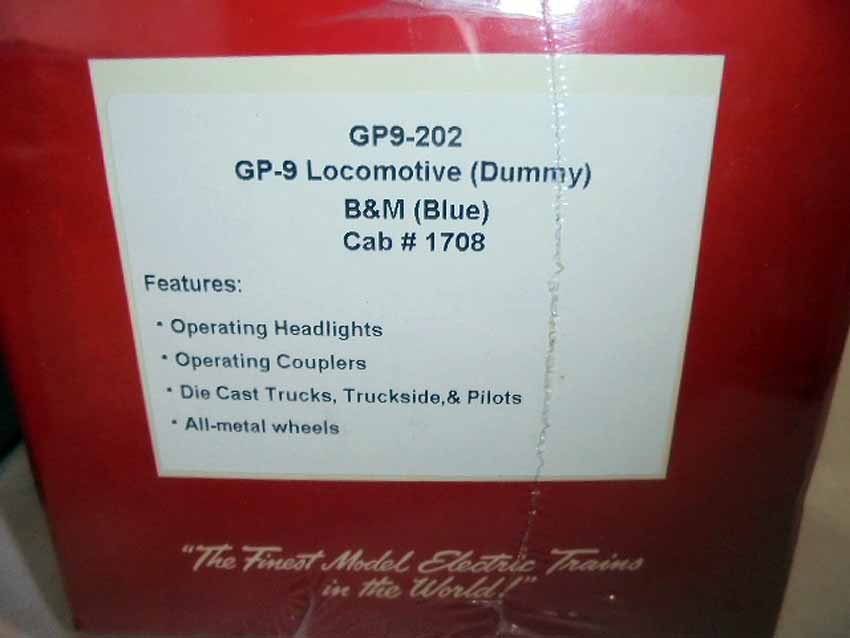 GP9-202
GP-9 Locomotive (Dummy)
B&M (Blue)
Cab # 1708
Features:
· Operating Headlights
· Operating Couplers
· Die Cast Trucks, Truckside,& Pilots
· All-metal wheels
"The Finest Model Electric Trains
in the World!"